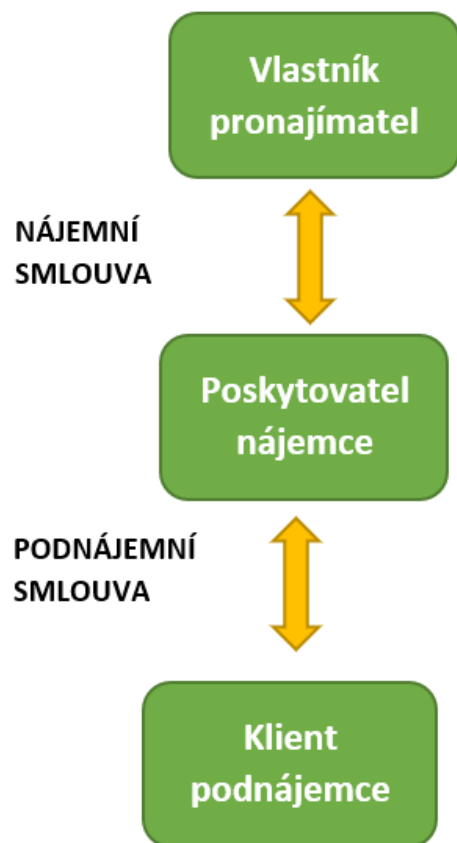 Vlastník
pronajímatel
NÁJEMNÍ
SMLOUVA
Poskytovatel
nájemce
PODNÁJEMNÍ
SMLOUVA
Klient
podnájemce